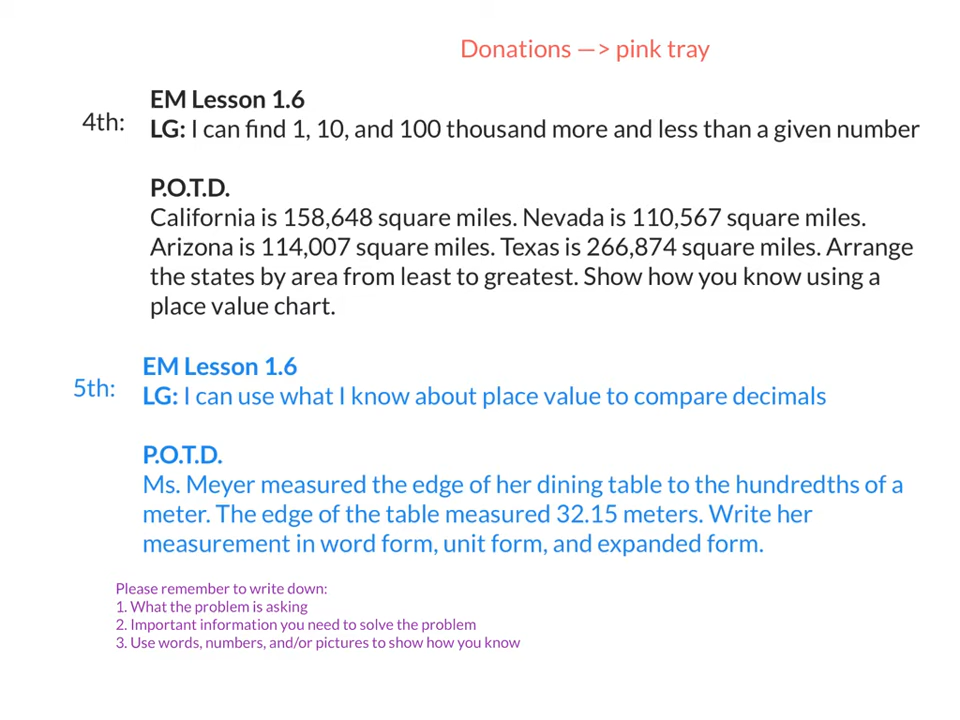 Donations —> pink tray
EM Lesson 1.6
4th:
LG: I can find 1, 10, and 100 thousand more and less than a given number
P.O.T.D.
California is 158,648 square miles. Nevada is 110,567 square miles.
Arizona is 114,007 square miles. Texas is 266,874 square miles. Arrange
the states by area from least to greatest. Show how you know using a
place value chart.
EM Lesson 1.6
5th:
LG: I can use what I know about place value to compare decimals
P.O.T.D.
Ms. Meyer measured the edge of her dining table to the hundredths of a
meter. The edge of the table measured 32.15 meters. Write her
measurement in word form, unit form, and expanded form.
Please remember to write down:
1. What the problem is asking
2. Important information you need to solve the problem
3. Use words, numbers, and/or pictures to show how you know